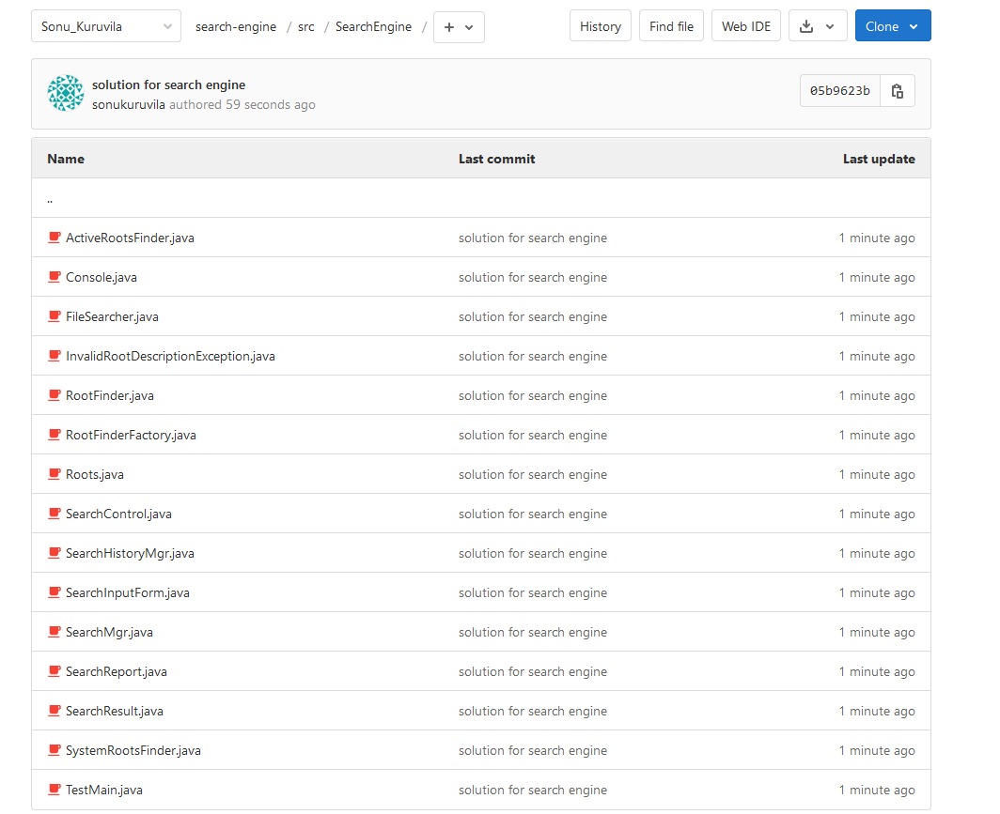 Sonu_Kuruvila search-engine / src / SearchEngine / + History Find file Web IDE Clone
solution for search engine
sonukuruvila authored 59 seconds ago 05b9623b
Name Last commit Last update
..
ActiveRootsFinder.java solution for search engine 1 minute ago
Console.java solution for search engine 1 minute ago
FileSearcher.java solution for search engine 1 minute ago
InvalidRootDescriptionException.java solution for search engine 1 minute ago
RootFinder.java solution for search engine 1 minute ago
RootFinderFactory.java solution for search engine 1 minute ago
Roots.java solution for search engine 1 minute ago
SearchControl.java solution for search engine 1 minute ago
SearchHistoryMgr.java solution for search engine 1 minute ago
SearchInputForm.java solution for search engine 1 minute ago
SearchMgr.java solution for search engine 1 minute ago
SearchReport.java solution for search engine 1 minute ago
SearchResult.java solution for search engine 1 minute ago
SystemRootsFinder.java solution for search engine 1 minute ago
TestMain.java solution for search engine 1 minute ago